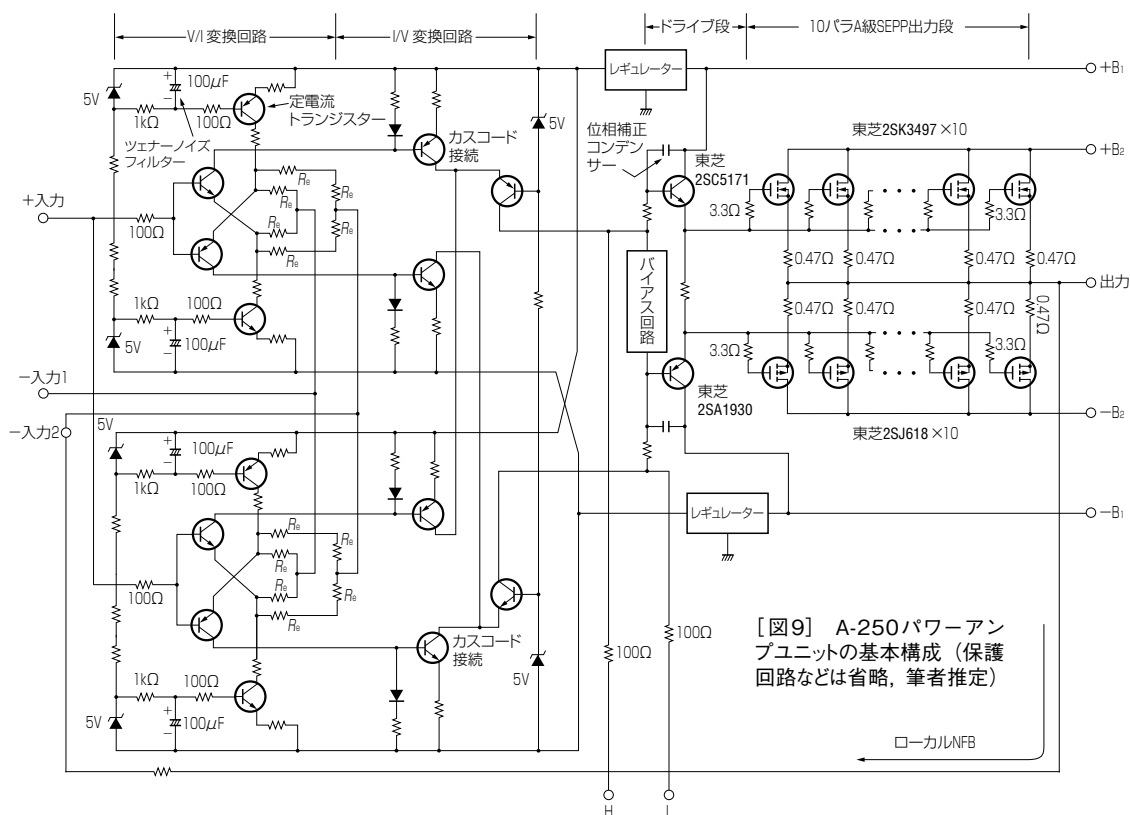 V/I 変換回路
I/V 変換回路
ドライブ段
10パラA級SEPP出力段
レギュレーター
+B₁
5V
+
100μF
−
定電流
トランジスター
1kΩ
100Ω
ツェナーノイズ
フィルター
カスコード
接続
5V
位相補正
コンデン
サー
東芝
2SC5171
東芝2SK3497×10
+B₂
+入力
100Ω
Re
Re
Re
Re
Re
Re
3.3Ω
3.3Ω
0.47Ω
0.47Ω
0.47Ω
0.47Ω
バイアス回路
出力
0.47Ω
0.47Ω
0.47Ω
0.47Ω
1kΩ
100Ω
+
100μF
−
5V
3.3Ω
3.3Ω
東芝
2SA1930
−入力1
−B₂
東芝2SJ618×10
−入力2
5V
+
100μF
−
1kΩ
100Ω
レギュレーター
−B₁
100Ω
Re
Re
Re
Re
Re
Re
カスコード
接続
5V
100Ω
100Ω
1kΩ
100Ω
+
100μF
−
5V
[図9] A-250パワーアン
プユニットの基本構成（保護
回路などは省略，筆者推定）
ローカルNFB
H
I